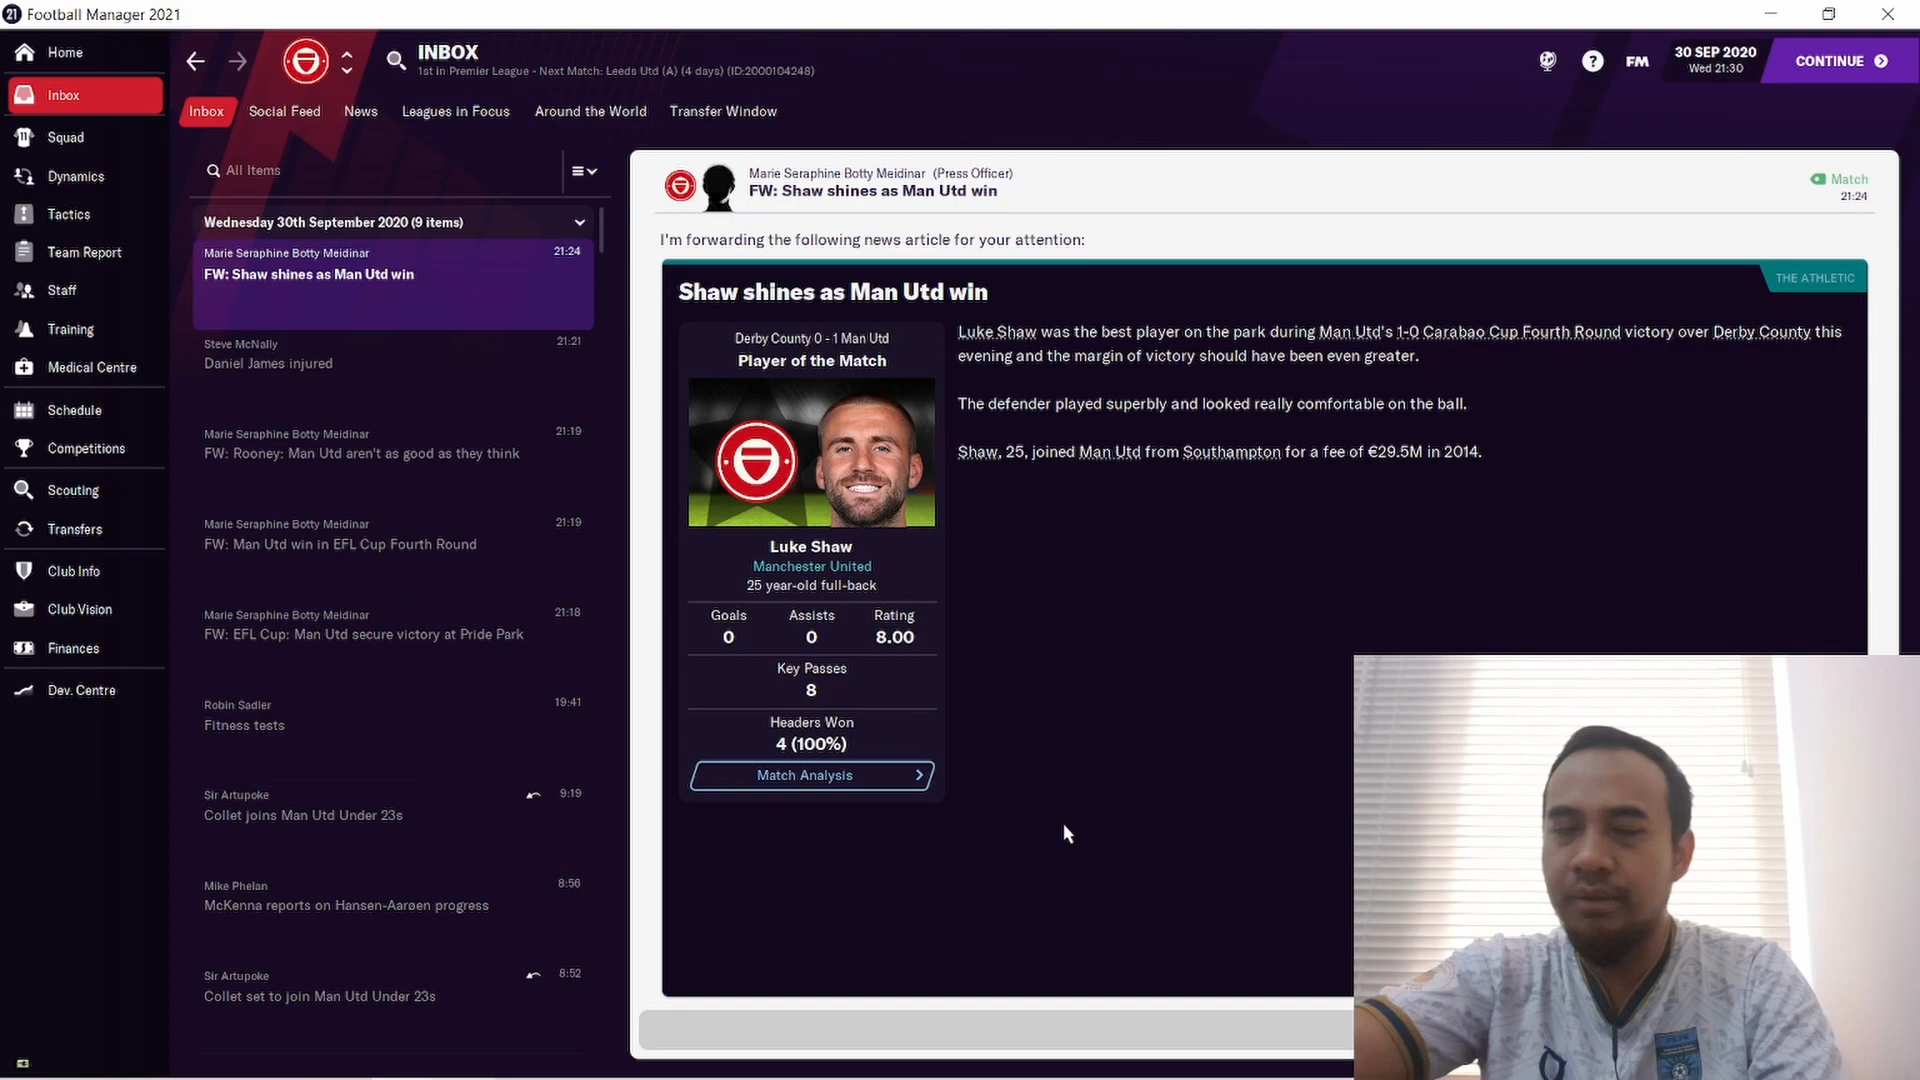 21 Football Manager 2021
Home
Inbox
Squad
Dynamics
Tactics
Team Report
Staff
Training
Medical Centre
Schedule
Competitions
Scouting
Transfers
Club Info
Club Vision
Finances
Dev. Centre
INBOX
1st in Premier League - Next Match: Leeds Utd (A) (4 days) (ID:2000104248)
? FM
30 SEP 2020
Wed 21:30
CONTINUE
Inbox Social Feed News Leagues in Focus Around the World Transfer Window
All Items
Wednesday 30th September 2020 (9 items)
Marie Seraphine Botty Meidinar 21:24
FW: Shaw shines as Man Utd win
Steve McNally 21:21
Daniel James injured
Marie Seraphine Botty Meidinar 21:19
FW: Rooney: Man Utd aren't as good as they think
Marie Seraphine Botty Meidinar 21:19
FW: Man Utd win in EFL Cup Fourth Round
Marie Seraphine Botty Meidinar 21:18
FW: EFL Cup: Man Utd secure victory at Pride Park
Robin Sadler 19:41
Fitness tests
Sir Artupoke 9:19
Collet joins Man Utd Under 23s
Mike Phelan 8:56
McKenna reports on Hansen-Aarøen progress
Sir Artupoke 8:52
Collet set to join Man Utd Under 23s
Marie Seraphine Botty Meidinar (Press Officer)
FW: Shaw shines as Man Utd win
Match
21:24
I'm forwarding the following news article for your attention:
THE ATHLETIC
Shaw shines as Man Utd win
Derby County 0 - 1 Man Utd
Player of the Match
Luke Shaw
Manchester United
25 year-old full-back
Goals Assists Rating
0 0 8.00
Key Passes
8
Headers Won
4 (100%)
Match Analysis
Luke Shaw was the best player on the park during Man Utd's 1-0 Carabao Cup Fourth Round victory over Derby County this
evening and the margin of victory should have been even greater.
The defender played superbly and looked really comfortable on the ball.
Shaw, 25, joined Man Utd from Southampton for a fee of €29.5M in 2014.